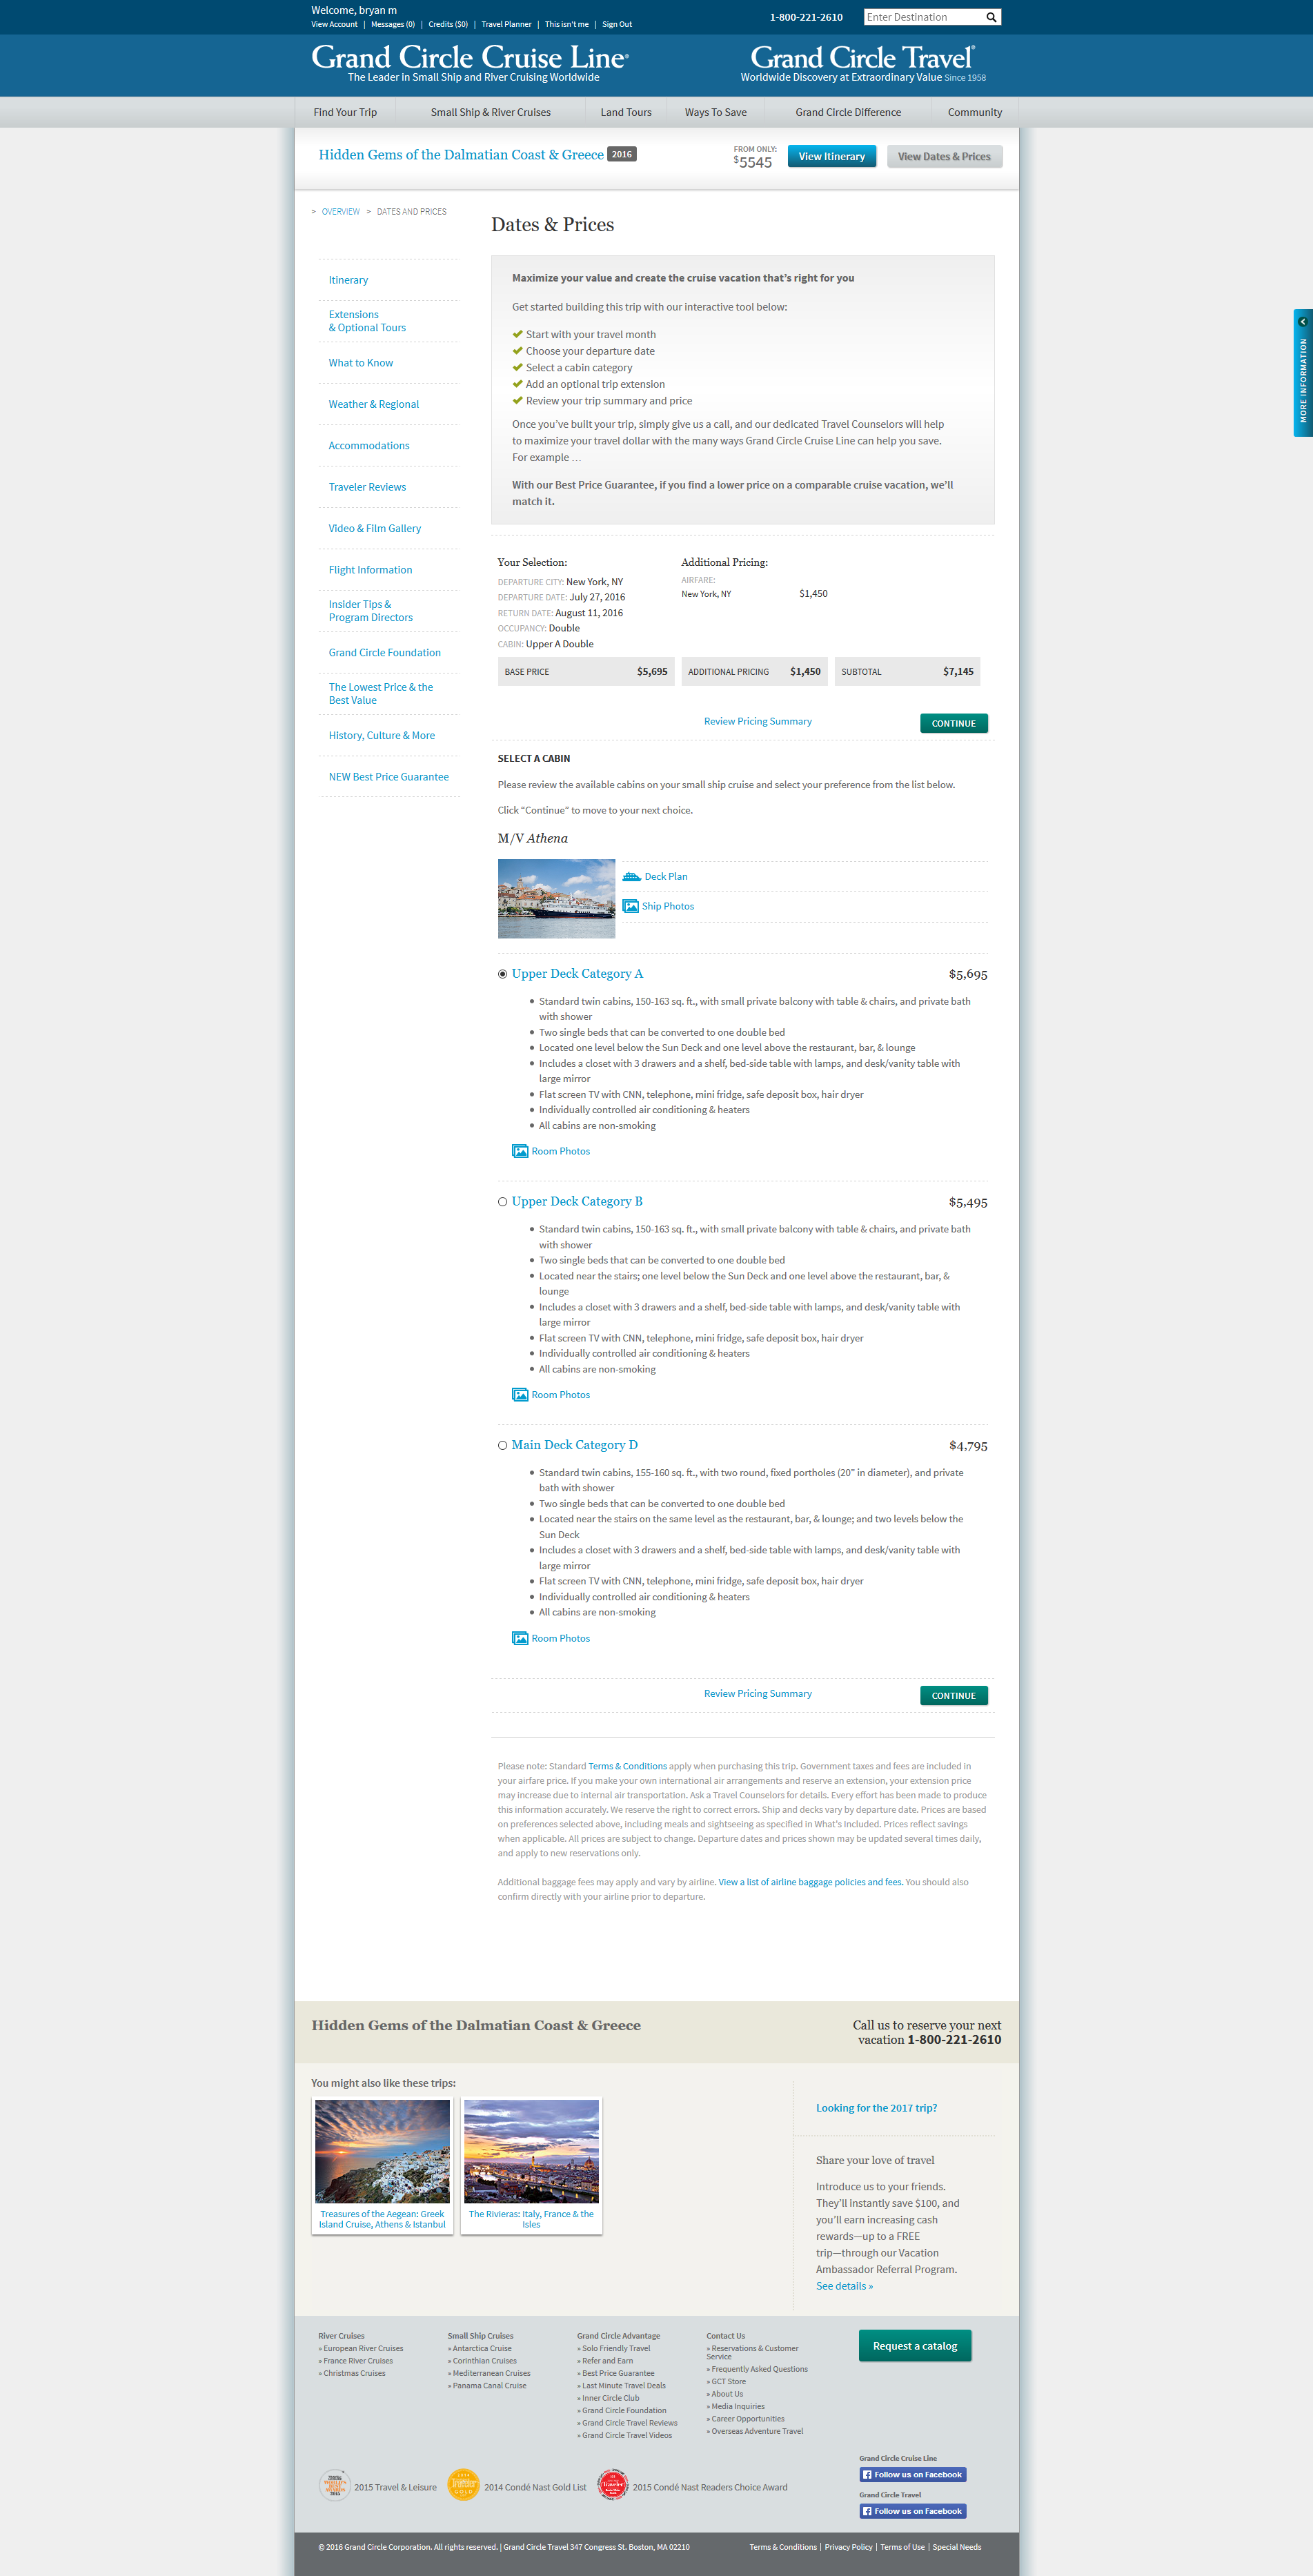 Welcome, bryan m
View Account | Messages (0) | Credits ($0) | Travel Planner | This isn't me | Sign Out
1-800-221-2610
Enter Destination
Grand Circle Cruise Line®
The Leader in Small Ship and River Cruising Worldwide
Grand Circle Travel®
Worldwide Discovery at Extraordinary Value Since 1958
Find Your Trip
Small Ship & River Cruises
Land Tours
Ways To Save
Grand Circle Difference
Community
Hidden Gems of the Dalmatian Coast & Greece 2016
FROM ONLY:
$5545
View Itinerary
View Dates & Prices
> OVERVIEW > DATES AND PRICES
MORE INFORMATION
Itinerary
Extensions
& Optional Tours
What to Know
Weather & Regional
Accommodations
Traveler Reviews
Video & Film Gallery
Flight Information
Insider Tips &
Program Directors
Grand Circle Foundation
The Lowest Price & the
Best Value
History, Culture & More
NEW Best Price Guarantee
Dates & Prices
Maximize your value and create the cruise vacation that's right for you
Get started building this trip with our interactive tool below:
Start with your travel month
Choose your departure date
Select a cabin category
Add an optional trip extension
Review your trip summary and price
Once you've built your trip, simply give us a call, and our dedicated Travel Counselors will help
to maximize your travel dollar with the many ways Grand Circle Cruise Line can help you save.
For example …
With our Best Price Guarantee, if you find a lower price on a comparable cruise vacation, we'll
match it.
Your Selection:
DEPARTURE CITY: New York, NY
DEPARTURE DATE: July 27, 2016
RETURN DATE: August 11, 2016
OCCUPANCY: Double
CABIN: Upper A Double
Additional Pricing:
AIRFARE:
New York, NY $1,450
BASE PRICE $5,695
ADDITIONAL PRICING $1,450
SUBTOTAL $7,145
Review Pricing Summary
CONTINUE
SELECT A CABIN
Please review the available cabins on your small ship cruise and select your preference from the list below.
Click "Continue" to move to your next choice.
M/V Athena
Deck Plan
Ship Photos
Upper Deck Category A $5,695
Standard twin cabins, 150-163 sq. ft., with small private balcony with table & chairs, and private bath
with shower
Two single beds that can be converted to one double bed
Located one level below the Sun Deck and one level above the restaurant, bar, & lounge
Includes a closet with 3 drawers and a shelf, bed-side table with lamps, and desk/vanity table with
large mirror
Flat screen TV with CNN, telephone, mini fridge, safe deposit box, hair dryer
Individually controlled air conditioning & heaters
All cabins are non-smoking
Room Photos
Upper Deck Category B $5,495
Standard twin cabins, 150-163 sq. ft., with small private balcony with table & chairs, and private bath
with shower
Two single beds that can be converted to one double bed
Located near the stairs; one level below the Sun Deck and one level above the restaurant, bar, &
lounge
Includes a closet with 3 drawers and a shelf, bed-side table with lamps, and desk/vanity table with
large mirror
Flat screen TV with CNN, telephone, mini fridge, safe deposit box, hair dryer
Individually controlled air conditioning & heaters
All cabins are non-smoking
Room Photos
Main Deck Category D $4,795
Standard twin cabins, 155-160 sq. ft., with two round, fixed portholes (20" in diameter), and private
bath with shower
Two single beds that can be converted to one double bed
Located near the stairs on the same level as the restaurant, bar, & lounge; and two levels below the
Sun Deck
Includes a closet with 3 drawers and a shelf, bed-side table with lamps, and desk/vanity table with
large mirror
Flat screen TV with CNN, telephone, mini fridge, safe deposit box, hair dryer
Individually controlled air conditioning & heaters
All cabins are non-smoking
Room Photos
Review Pricing Summary
CONTINUE
Please note: Standard Terms & Conditions apply when purchasing this trip. Government taxes and fees are included in
your airfare price. If you make your own international air arrangements and reserve an extension, your extension price
may increase due to internal air transportation. Ask a Travel Counselors for details. Every effort has been made to produce
this information accurately. We reserve the right to correct errors. Ship and decks vary by departure date. Prices are based
on preferences selected above, including meals and sightseeing as specified in What's Included. Prices reflect savings
when applicable. All prices are subject to change. Departure dates and prices shown may be updated several times daily,
and apply to new reservations only.
Additional baggage fees may apply and vary by airline. View a list of airline baggage policies and fees. You should also
confirm directly with your airline prior to departure.
Hidden Gems of the Dalmatian Coast & Greece
Call us to reserve your next
vacation 1-800-221-2610
You might also like these trips:
Treasures of the Aegean: Greek
Island Cruise, Athens & Istanbul
The Rivieras: Italy, France & the
Isles
Looking for the 2017 trip?
Share your love of travel
Introduce us to your friends.
They'll instantly save $100, and
you'll earn increasing cash
rewards—up to a FREE
trip—through our Vacation
Ambassador Referral Program.
See details »
River Cruises
» European River Cruises
» France River Cruises
» Christmas Cruises
Small Ship Cruises
» Antarctica Cruise
» Corinthian Cruises
» Mediterranean Cruises
» Panama Canal Cruise
Grand Circle Advantage
» Solo Friendly Travel
» Refer and Earn
» Best Price Guarantee
» Last Minute Travel Deals
» Inner Circle Club
» Grand Circle Foundation
» Grand Circle Travel Reviews
» Grand Circle Travel Videos
Contact Us
» Reservations & Customer
Service
» Frequently Asked Questions
» GCT Store
» About Us
» Media Inquiries
» Career Opportunities
» Overseas Adventure Travel
Request a catalog
2015 Travel & Leisure
2014 Condé Nast Gold List
2015 Condé Nast Readers Choice Award
Grand Circle Cruise Line
Follow us on Facebook
Grand Circle Travel
Follow us on Facebook
© 2016 Grand Circle Corporation. All rights reserved. | Grand Circle Travel 347 Congress St. Boston, MA 02210
Terms & Conditions | Privacy Policy | Terms of Use | Special Needs